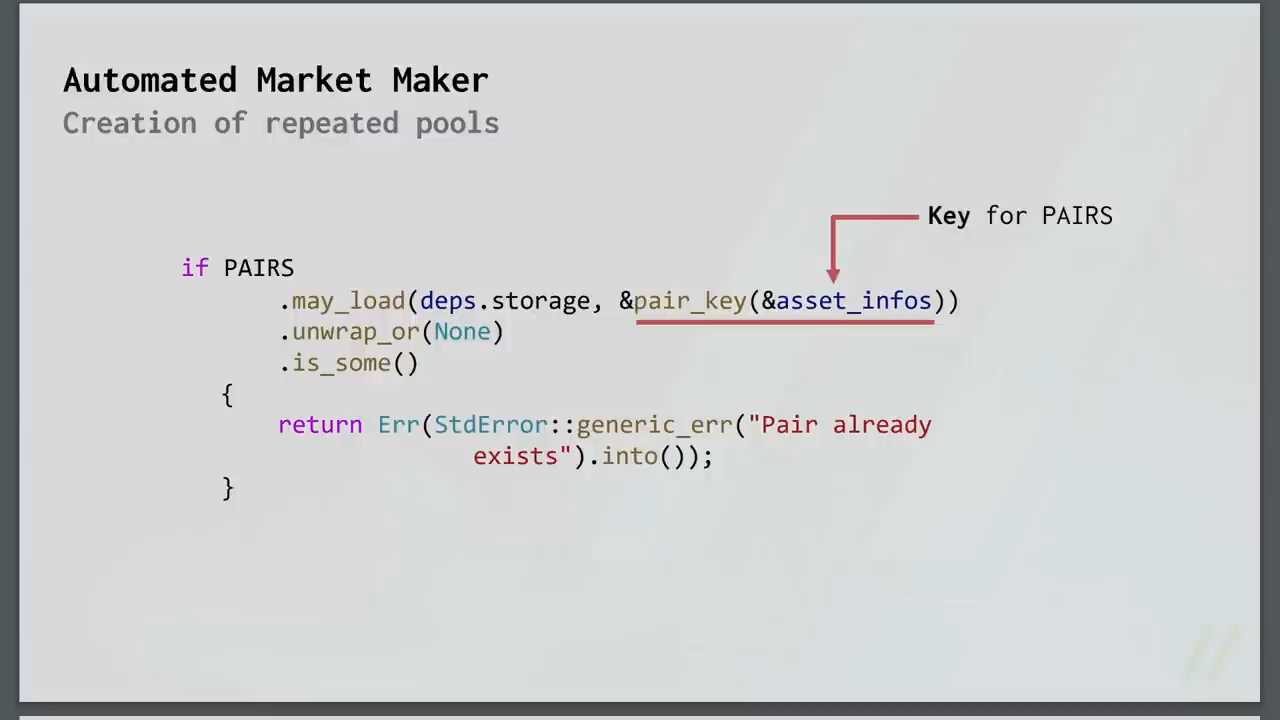 Automated Market Maker
Creation of repeated pools
Key for PAIRS
if PAIRS
.may_load(deps.storage, &pair_key(&asset_infos))
.unwrap_or(None)
.is_some()
{
return Err(StdError::generic_err("Pair already
exists").into());
}